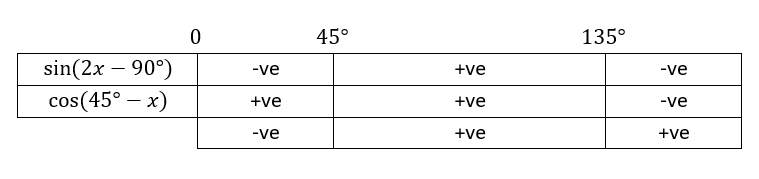 0 45° 135°
sin(2x − 90°) -ve +ve -ve
cos(45° − x) +ve +ve -ve
-ve +ve +ve